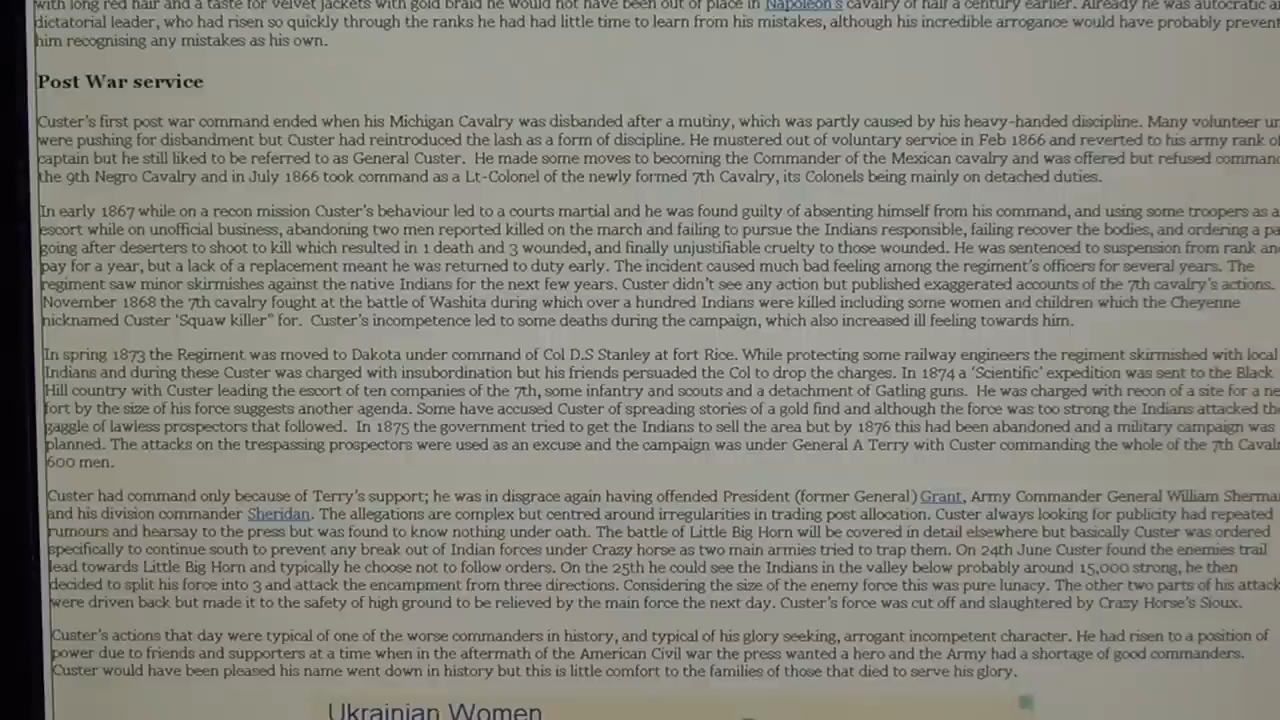 with long red hair and a taste for velvet jackets with gold braid he would not have been out of place in Napoleon's cavalry of half a century earlier. Already he was autocratic
dictatorial leader, who had risen so quickly through the ranks he had had little time to learn from his mistakes, although his incredible arrogance would have probably prevent
him recognising any mistakes as his own.
Post War service
Custer's first post war command ended when his Michigan Cavalry was disbanded after a mutiny, which was partly caused by his heavy-handed discipline. Many volunteer
were pushing for disbandment but Custer had reintroduced the lash as a form of discipline. He mustered out of voluntary service in Feb 1866 and reverted to his army rank
captain but he still liked to be referred to as General Custer. He made some moves to becoming the Commander of the Mexican cavalry and was offered but refused comman
the 9th Negro Cavalry and in July 1866 took command as a Lt-Colonel of the newly formed 7th Cavalry, its Colonels being mainly on detached duties.
In early 1867 while on a recon mission Custer's behaviour led to a courts martial and he was found guilty of absenting himself from his command, and using some troopers as a
escort while on unofficial business, abandoning two men reported killed on the march and failing to pursue the Indians responsible, failing recover the bodies, and ordering a pa
going after deserters to shoot to kill which resulted in 1 death and 3 wounded, and finally unjustifiable cruelty to those wounded. He was sentenced to suspension from rank an
pay for a year, but a lack of a replacement meant he was returned to duty early. The incident caused much bad feeling among the regiment's officers for several years. The
regiment saw minor skirmishes against the native Indians for the next few years. Custer didn't see any action but published exaggerated accounts of the 7th cavalry's actions.
November 1868 the 7th cavalry fought at the battle of Washita during which over a hundred Indians were killed including some women and children which the Cheyenne
nicknamed Custer 'Squaw killer" for. Custer's incompetence led to some deaths during the campaign, which also increased ill feeling towards him.
In spring 1873 the Regiment was moved to Dakota under command of Col D.S Stanley at fort Rice. While protecting some railway engineers the regiment skirmished with local
Indians and during these Custer was charged with insubordination but his friends persuaded the Col to drop the charges. In 1874 a 'Scientific' expedition was sent to the Black
Hill country with Custer leading the escort of ten companies of the 7th, some infantry and scouts and a detachment of Gatling guns. He was charged with recon of a site for a ne
fort by the size of his force suggests another agenda. Some have accused Custer of spreading stories of a gold find and although the force was too strong the Indians attacked the
gaggle of lawless prospectors that followed. In 1875 the government tried to get the Indians to sell the area but by 1876 this had been abandoned and a military campaign was
planned. The attacks on the trespassing prospectors were used as an excuse and the campaign was under General A Terry with Custer commanding the whole of the 7th Caval
600 men.
Custer had command only because of Terry's support; he was in disgrace again having offended President (former General) Grant, Army Commander General William Sherma
and his division commander Sheridan. The allegations are complex but centred around irregularities in trading post allocation. Custer always looking for publicity had repeated
rumours and hearsay to the press but was found to know nothing under oath. The battle of Little Big Horn will be covered in detail elsewhere but basically Custer was ordered
specifically to continue south to prevent any break out of Indian forces under Crazy horse as two main armies tried to trap them. On 24th June Custer found the enemies trail
lead towards Little Big Horn and typically he choose not to follow orders. On the 25th he could see the Indians in the valley below probably around 15,000 strong, he then
decided to split his force into 3 and attack the encampment from three directions. Considering the size of the enemy force this was pure lunacy. The other two parts of his attack
were driven back but made it to the safety of high ground to be relieved by the main force the next day. Custer's force was cut off and slaughtered by Crazy Horse's Sioux.
Custer's actions that day were typical of one of the worse commanders in history, and typical of his glory seeking, arrogant incompetent character. He had risen to a position of
power due to friends and supporters at a time when in the aftermath of the American Civil war the press wanted a hero and the Army had a shortage of good commanders.
Custer would have been pleased his name went down in history but this is little comfort to the families of those that died to serve his glory.
Ukrainian Women